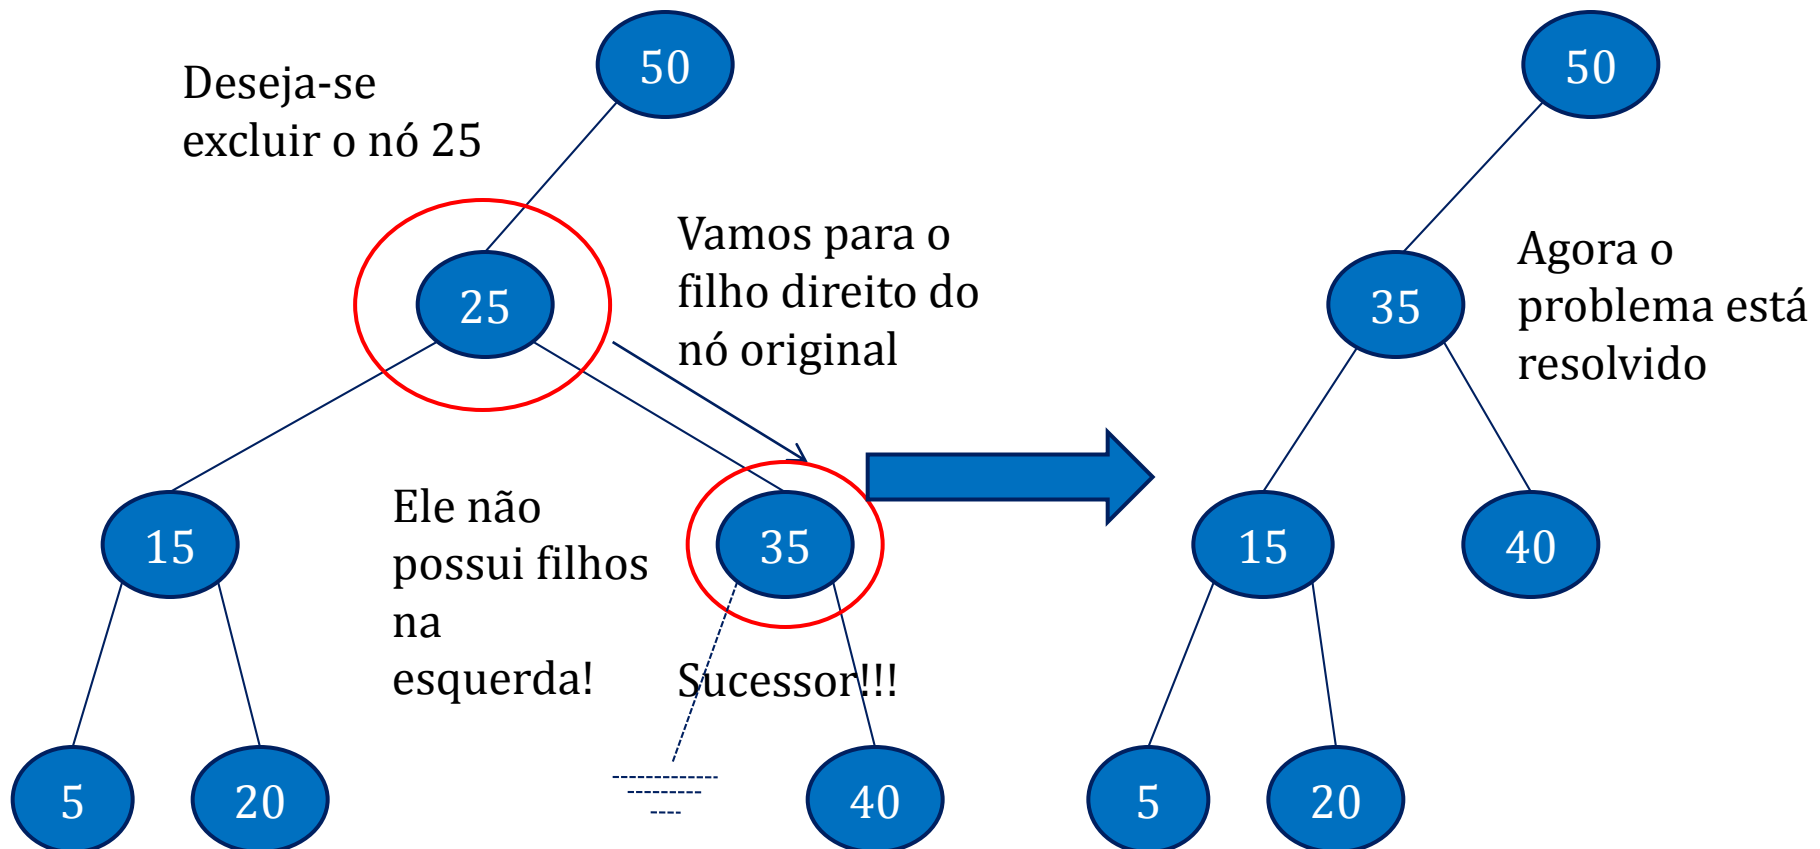 50
Deseja-se
excluir o nó 25
25
Vamos para o
filho direito do
nó original
15
Ele não
possui filhos
na
esquerda!
35
Sucessor!!!
5
20
40
50
35
Agora o
problema está
resolvido
15
40
5
20